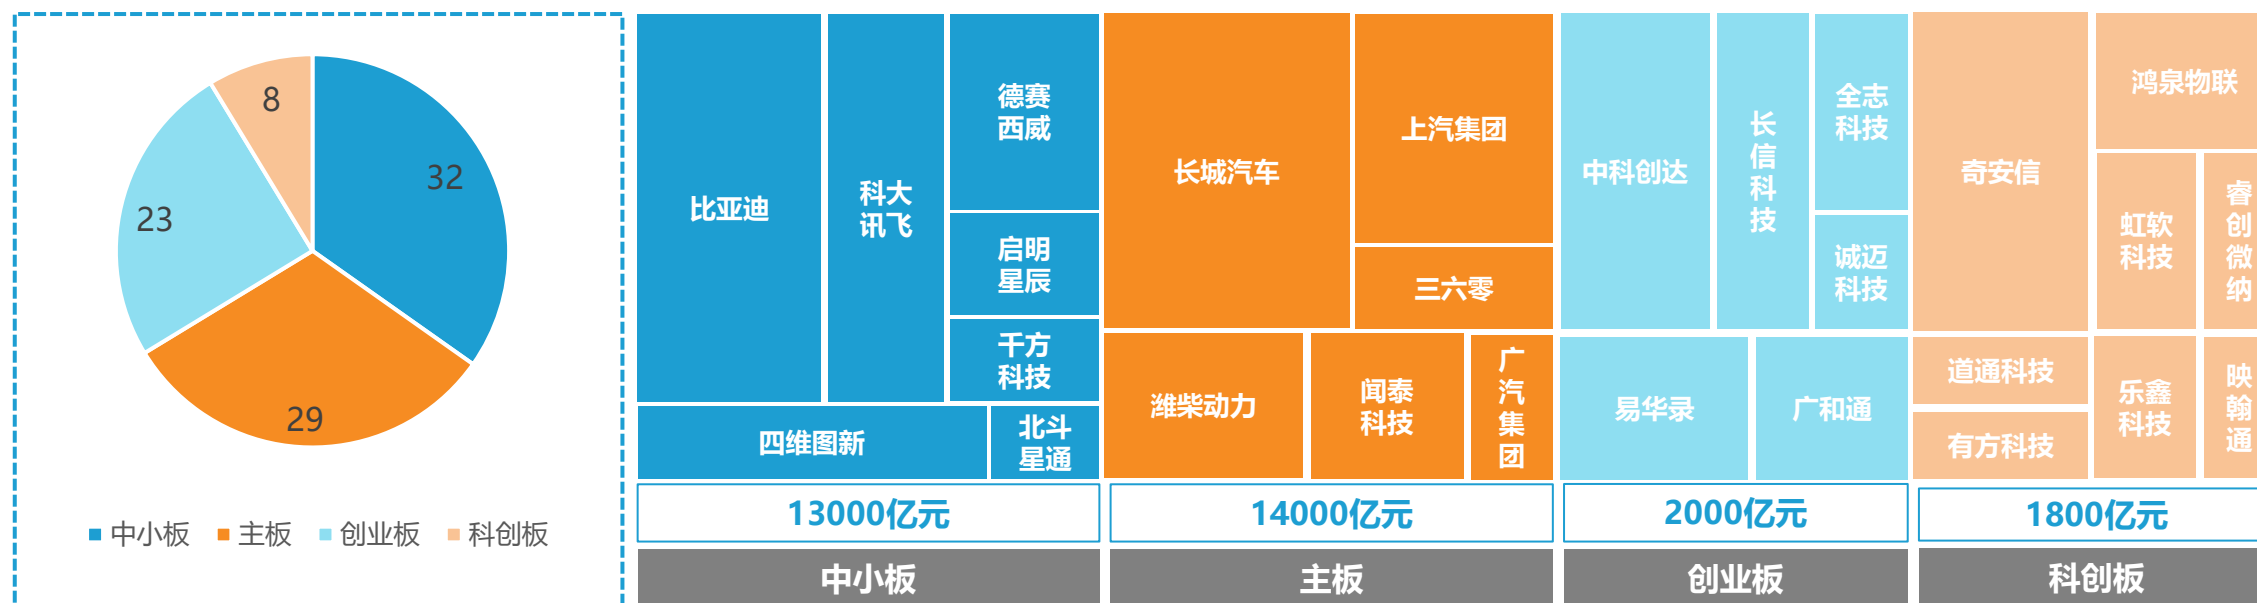 8
32
23
29
中小板
主板
创业板
科创板
比亚迪
科大
讯飞
德赛
西威
启明
星辰
千方
科技
四维图新
北斗
星通
13000亿元
中小板
长城汽车
上汽集团
三六零
潍柴动力
闻泰
科技
广
汽
集
团
14000亿元
主板
中科创达
长
信
科
技
全志
科技
诚迈
科技
易华录
广和通
2000亿元
创业板
奇安信
鸿泉物联
虹软
科技
睿
创
微
纳
道通科技
有方科技
乐鑫
科技
映
翰
通
1800亿元
科创板